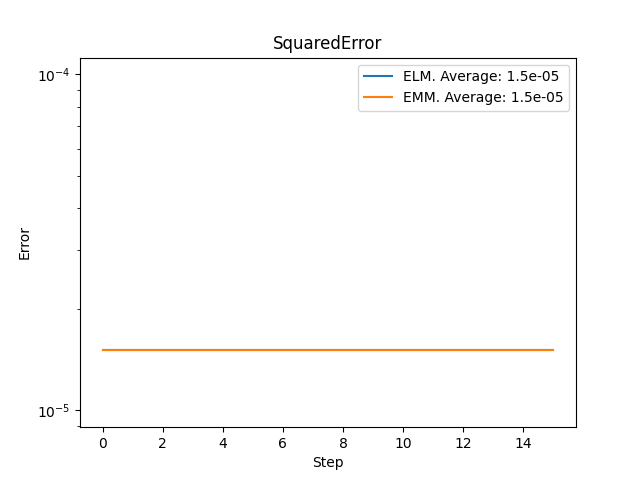 SquaredError
ELM. Average: 1.5e-05
EMM. Average: 1.5e-05
10⁻⁴
10⁻⁵
Error
0 2 4 6 8 10 12 14
Step